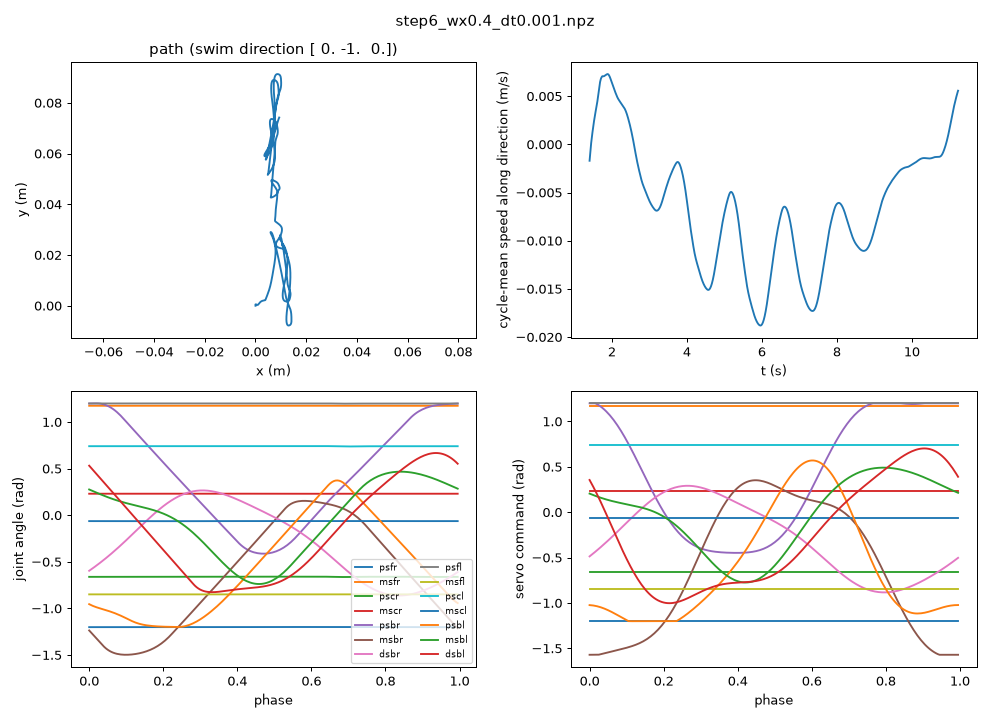 step6_wx0.4_dt0.001.npz
path (swim direction [ 0. -1.  0.])
0.08
0.06
0.04
0.02
0.00
y (m)
−0.06 −0.04 −0.02 0.00 0.02 0.04 0.06 0.08
x (m)
0.005
0.000
−0.005
−0.010
−0.015
−0.020
cycle-mean speed along direction (m/s)
2 4 6 8 10
t (s)
1.0
0.5
0.0
−0.5
−1.0
−1.5
joint angle (rad)
psfr psfl
msfr msfl
pscr pscl
mscr mscl
psbr psbl
msbr msbl
dsbr dsbl
0.0 0.2 0.4 0.6 0.8 1.0
phase
1.0
0.5
0.0
−0.5
−1.0
−1.5
servo command (rad)
0.0 0.2 0.4 0.6 0.8 1.0
phase